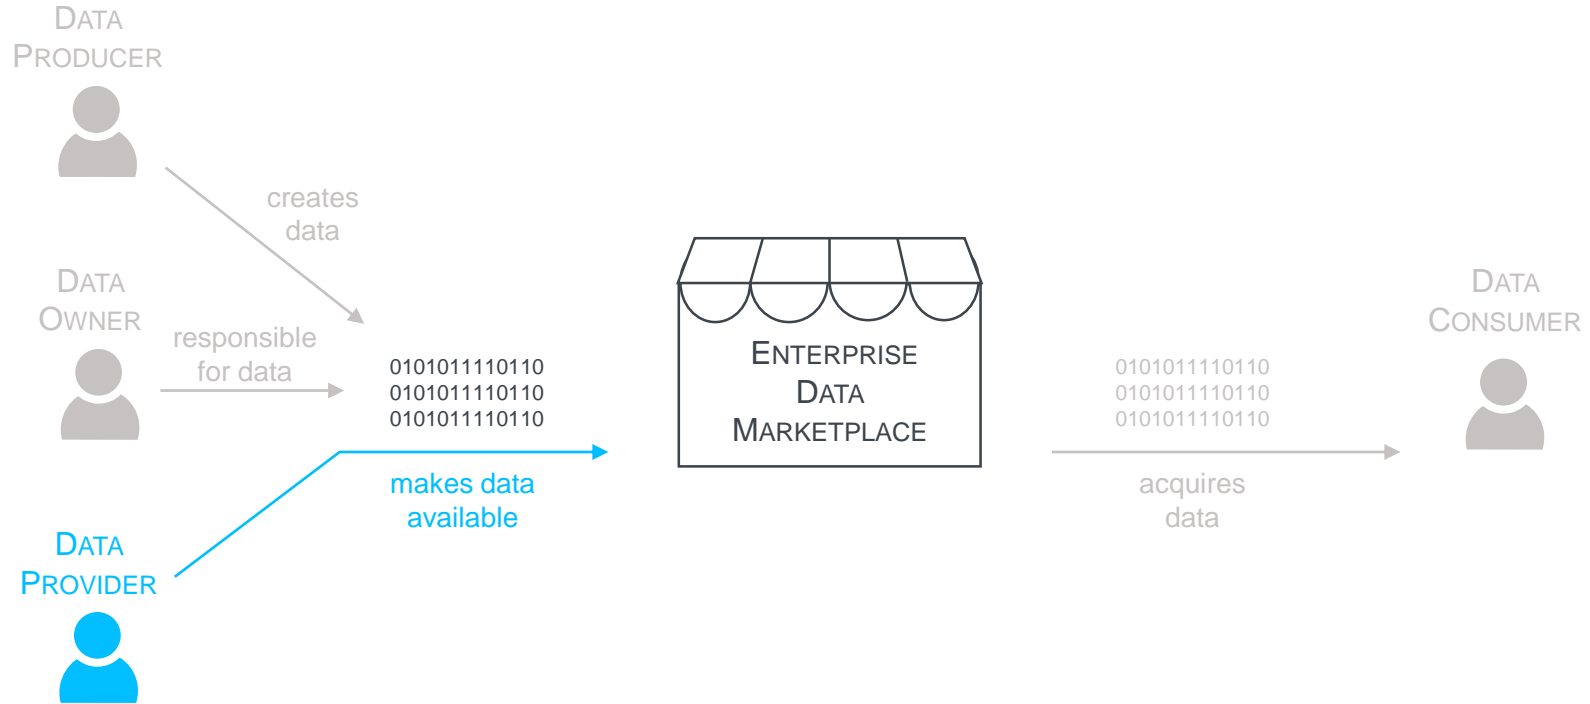 DATA
PRODUCER
creates
data
DATA
OWNER
responsible
for data
0101011110110
0101011110110
0101011110110
makes data
available
DATA
PROVIDER
ENTERPRISE
DATA
MARKETPLACE
0101011110110
0101011110110
0101011110110
acquires
data
DATA
CONSUMER